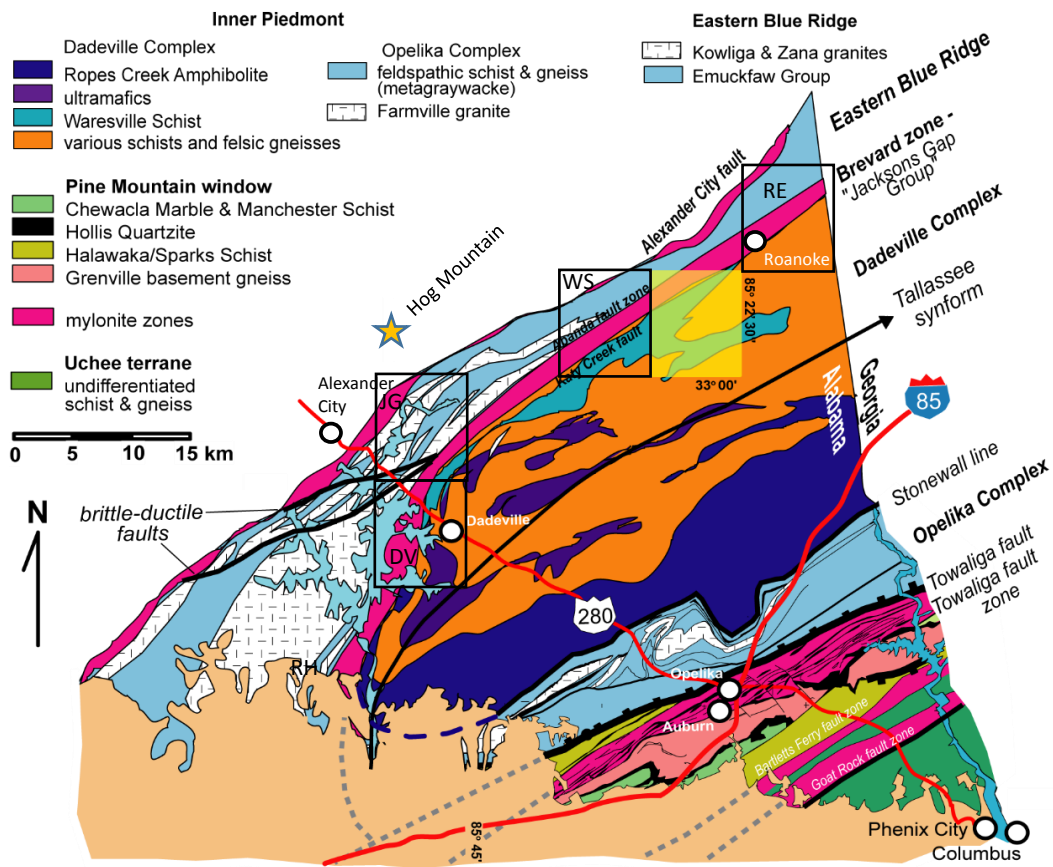 Inner Piedmont
Dadeville Complex
Ropes Creek Amphibolite
ultramafics
Waresville Schist
various schists and felsic gneisses
Opelika Complex
feldspathic schist & gneiss
(metagraywacke)
Farmville granite
Eastern Blue Ridge
Kowliga & Zana granites
Emuckfaw Group
Pine Mountain window
Chewacla Marble & Manchester Schist
Hollis Quartzite
Halawaka/Sparks Schist
Grenville basement gneiss
mylonite zones
Uchee terrane
undifferentiated
schist & gneiss
0 5 10 15 km
N
Eastern Blue Ridge
Brevard zone -
"Jacksons Gap
Group"
Dadeville Complex
Tallassee
synform
Alexander City fault
RE
Roanoke
Hog Mountain
WS
Abanda fault zone
Katy Creek fault
85° 22' 30"
33° 00'
Alexander
City
JG
Georgia
Alabama
85
Stonewall line
Opelika Complex
Towaliga fault
Towaliga fault
zone
brittle-ductile
faults
Dadeville
DV
280
RH
Opelika
Auburn
Bartletts Ferry fault zone
Goat Rock fault zone
85° 45'
Phenix City
Columbus